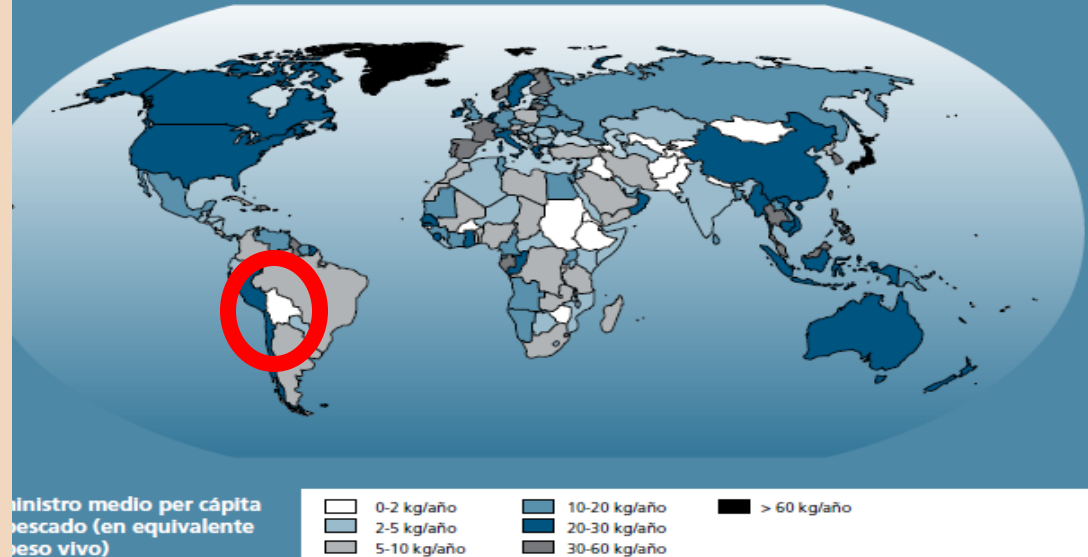 ministro medio per cápita
pescado (en equivalente
peso vivo)
0-2 kg/año
2-5 kg/año
5-10 kg/año
10-20 kg/año
20-30 kg/año
30-60 kg/año
> 60 kg/año